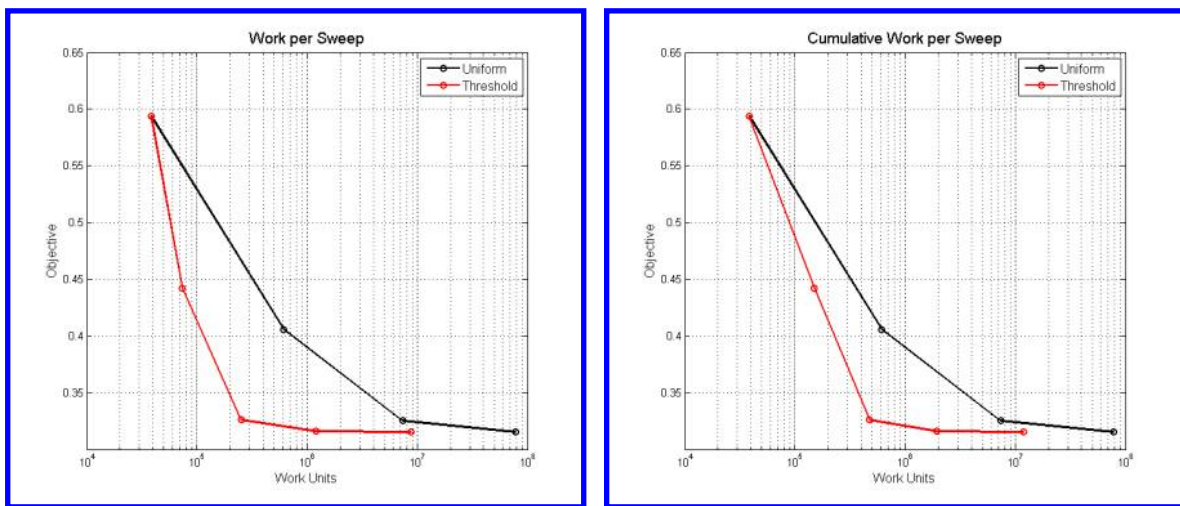 Work per Sweep
0.65
0.6
0.55
0.5
0.45
0.4
0.35
Objective
Uniform
Threshold
10^4
10^5
10^6
10^7
10^8
Work Units
Cumulative Work per Sweep
0.65
0.6
0.55
0.5
0.45
0.4
0.35
Objective
Uniform
Threshold
10^4
10^5
10^6
10^7
10^8
Work Units